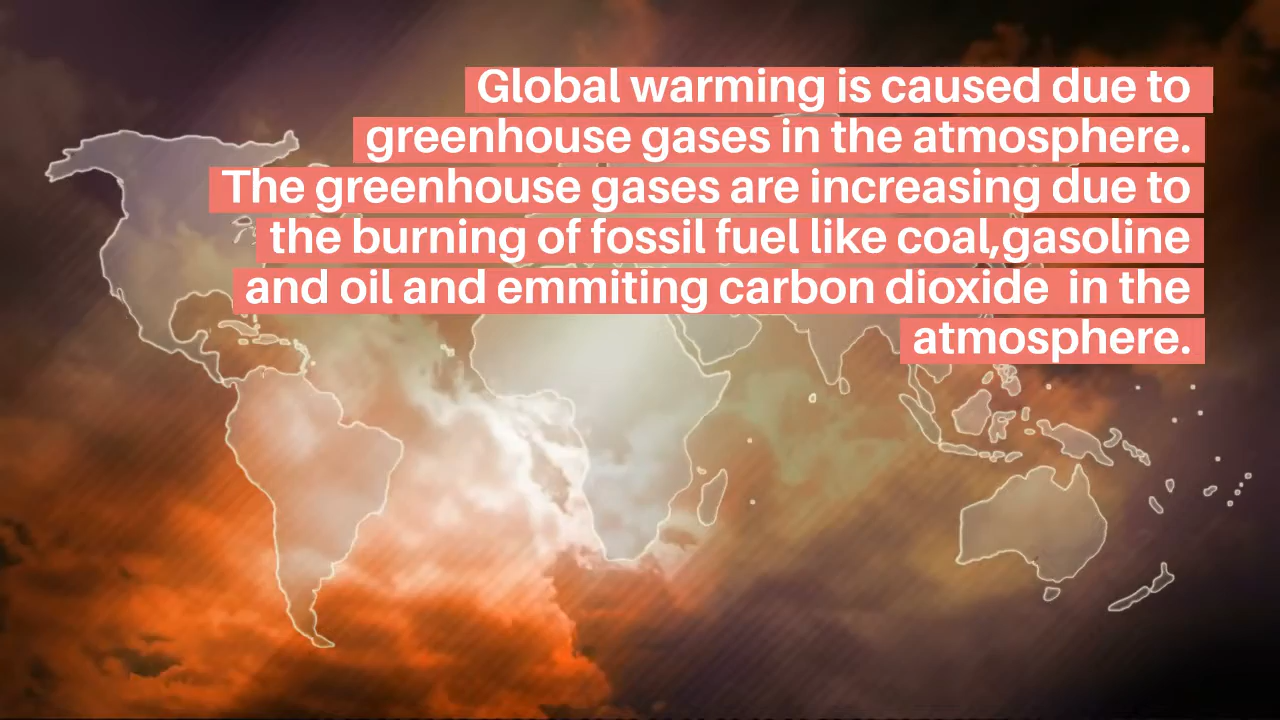 Global warming is caused due to
greenhouse gases in the atmosphere.
The greenhouse gases are increasing due to
the burning of fossil fuel like coal,gasoline
and oil and emmiting carbon dioxide  in the
atmosphere.